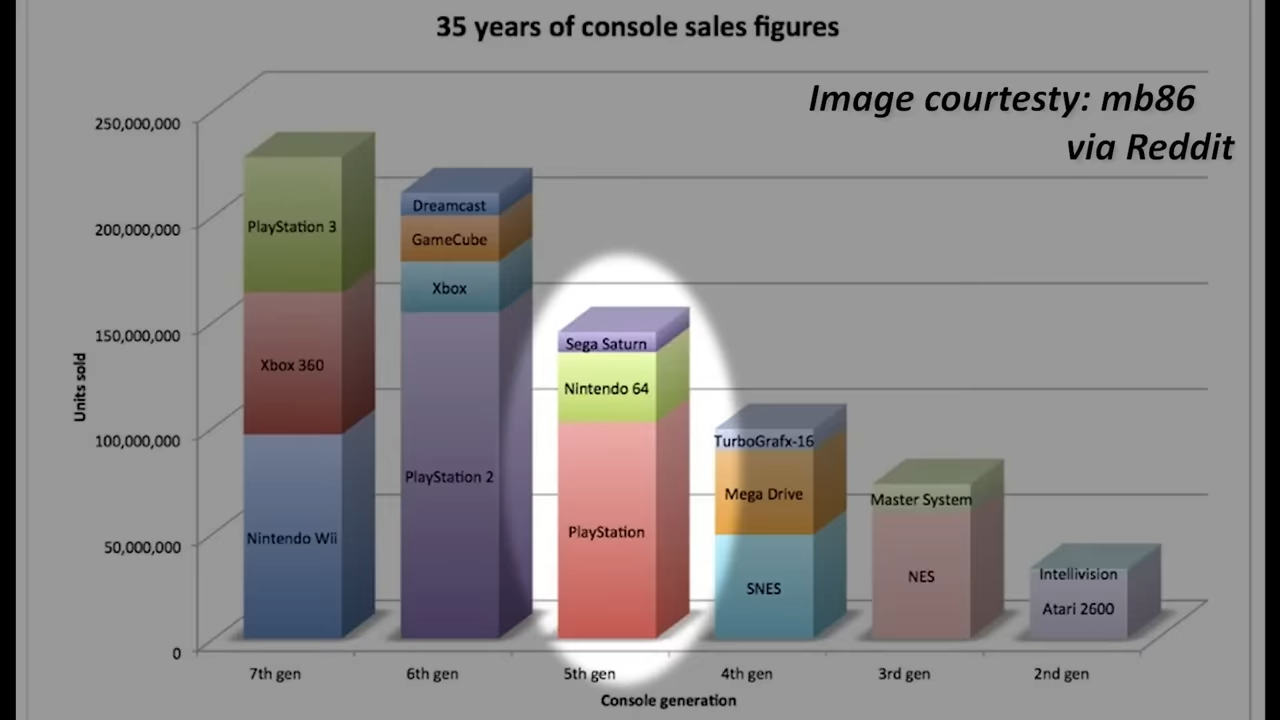 35 years of console sales figures
Image courtesty: mb86
via Reddit
250,000,000
200,000,000
150,000,000
100,000,000
50,000,000
0
Units sold
PlayStation 3
Xbox 360
Nintendo Wii
Dreamcast
GameCube
Xbox
PlayStation 2
Sega Saturn
Nintendo 64
PlayStation
TurboGrafx-16
Mega Drive
SNES
Master System
NES
Intellivision
Atari 2600
7th gen
6th gen
5th gen
4th gen
3rd gen
2nd gen
Console generation